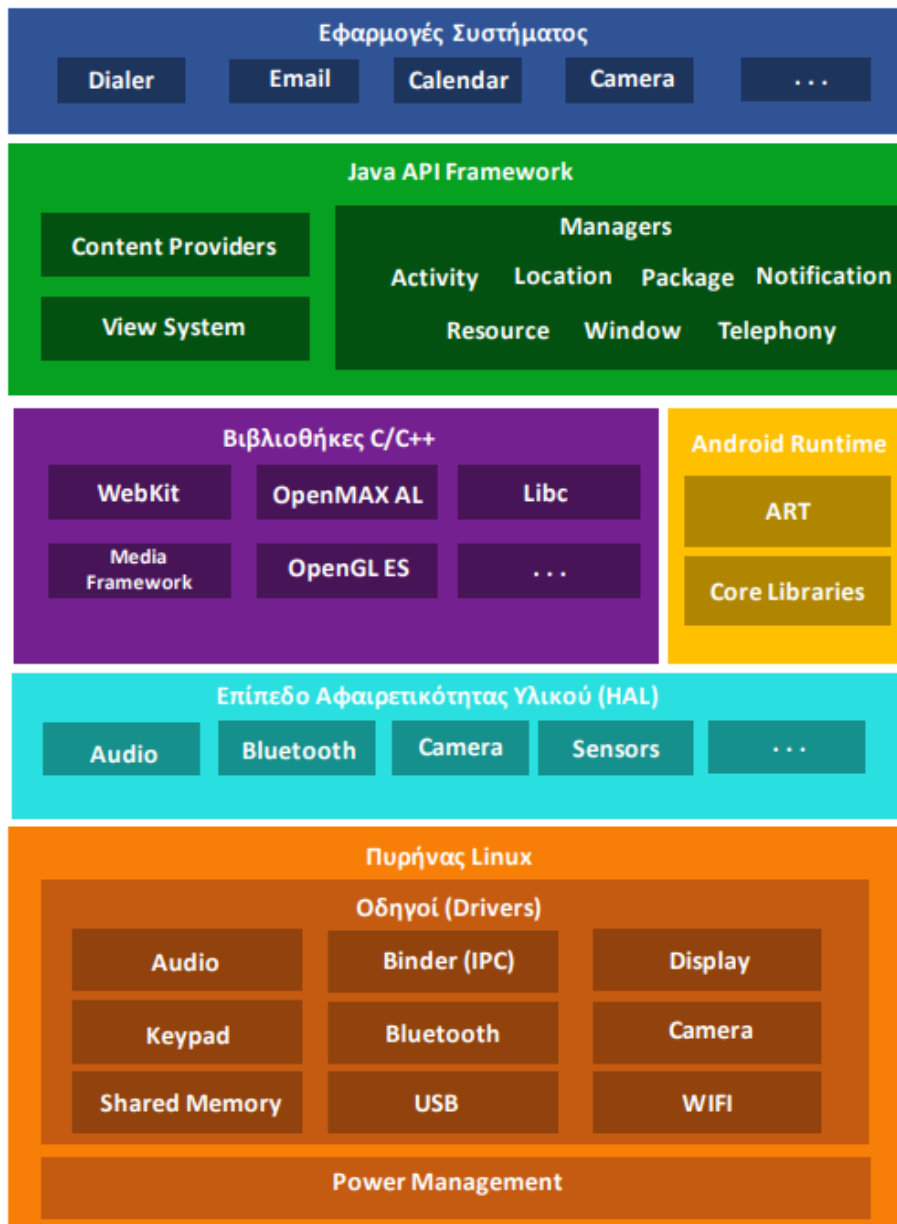 Εφαρμογές Συστήματος
Dialer Email Calendar Camera . . .
Java API Framework
Content Providers
View System
Managers
Activity Location Package Notification
Resource Window Telephony
Βιβλιοθήκες C/C++
WebKit OpenMAX AL Libc
Media
Framework
OpenGL ES . . .
Android Runtime
ART
Core Libraries
Επίπεδο Αφαιρετικότητας Υλικού (HAL)
Audio Bluetooth Camera Sensors . . .
Πυρήνας Linux
Οδηγοί (Drivers)
Audio Binder (IPC) Display
Keypad Bluetooth Camera
Shared Memory USB WIFI
Power Management